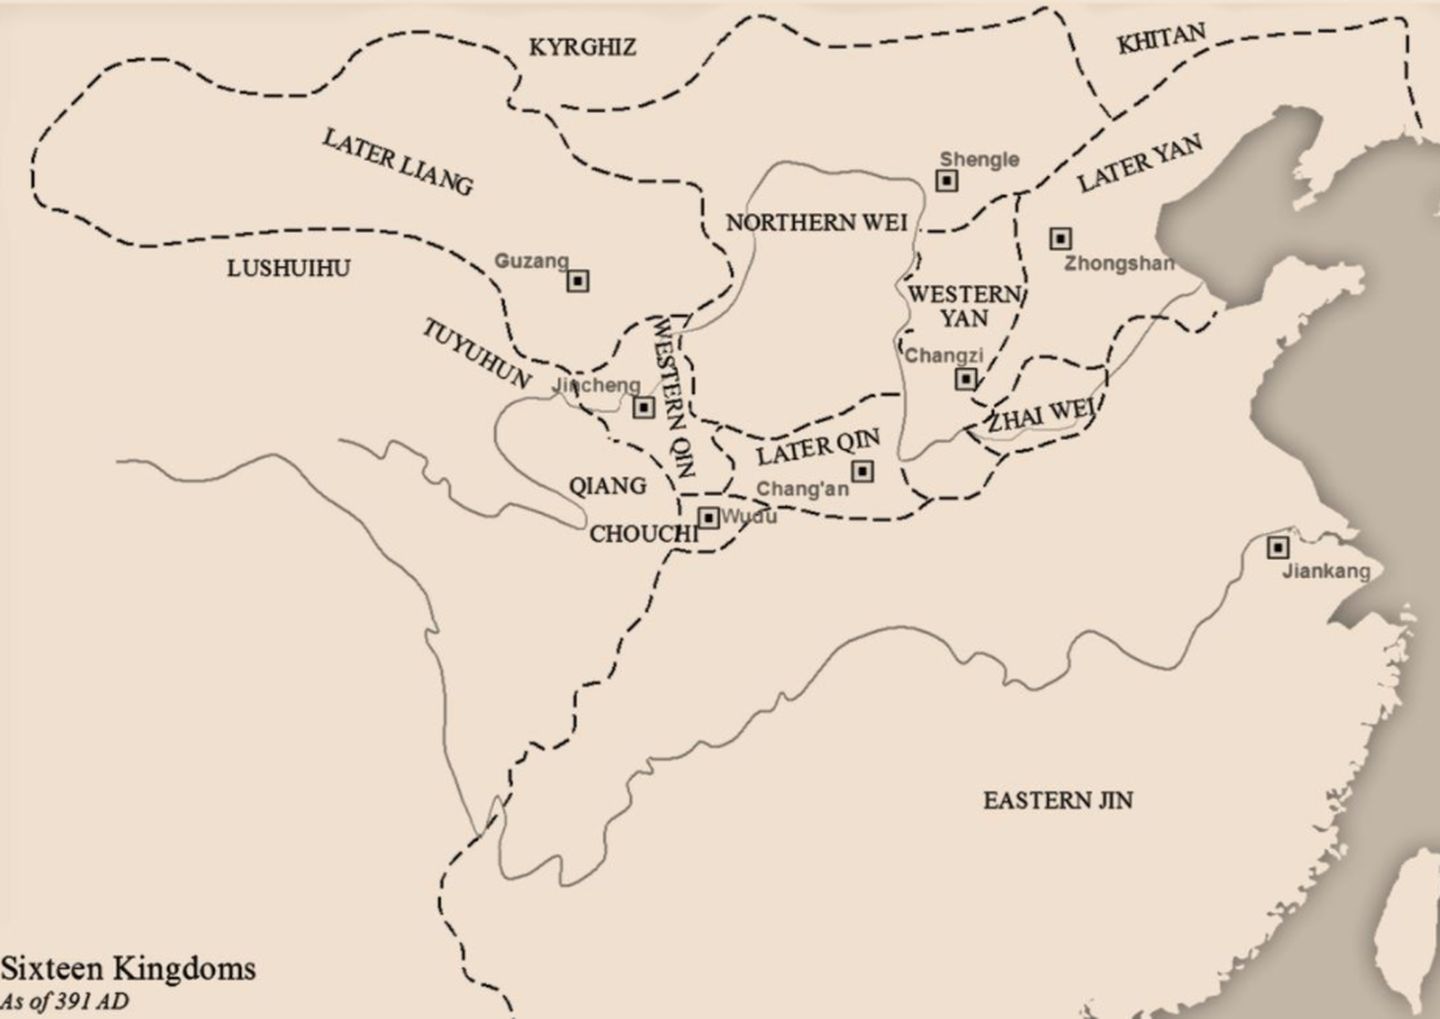 KYRGHIZ
KHITAN
LATER LIANG
Shengle
LATER YAN
NORTHERN WEI
Zhongshan
LUSHUIHU
Guzang
WESTERN
YAN
TUYUHUN
WESTERN QIN
Changzi
Jincheng
ZHAI WEI
LATER QIN
Chang'an
QIANG
Wudu
CHOUCHI
Jiankang
EASTERN JIN
Sixteen Kingdoms
As of 391 AD